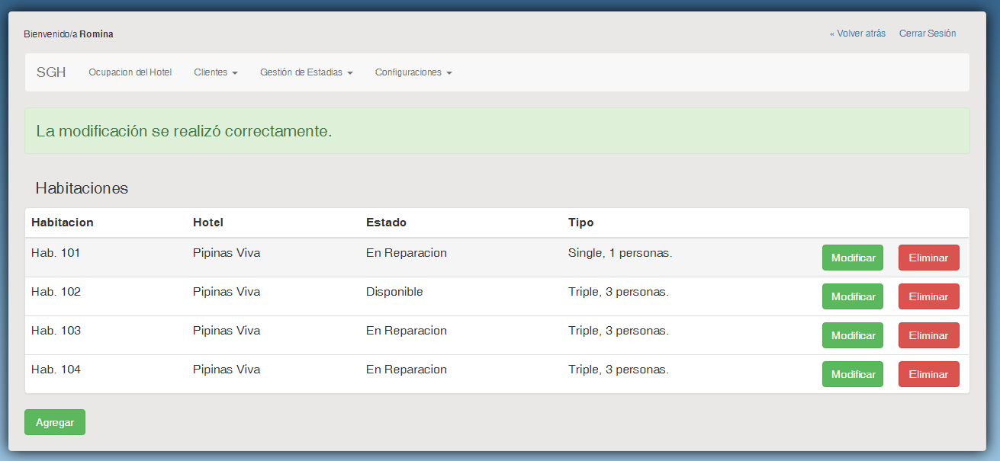 Bienvenido/a Romina
« Volver atrás Cerrar Sesión
SGH Ocupacion del Hotel Clientes Gestión de Estadias Configuraciones
La modificación se realizó correctamente.
Habitaciones
Habitacion Hotel Estado Tipo
Hab. 101 Pipinas Viva En Reparacion Single, 1 personas. Modificar Eliminar
Hab. 102 Pipinas Viva Disponible Triple, 3 personas. Modificar Eliminar
Hab. 103 Pipinas Viva En Reparacion Triple, 3 personas. Modificar Eliminar
Hab. 104 Pipinas Viva En Reparacion Triple, 3 personas. Modificar Eliminar
Agregar